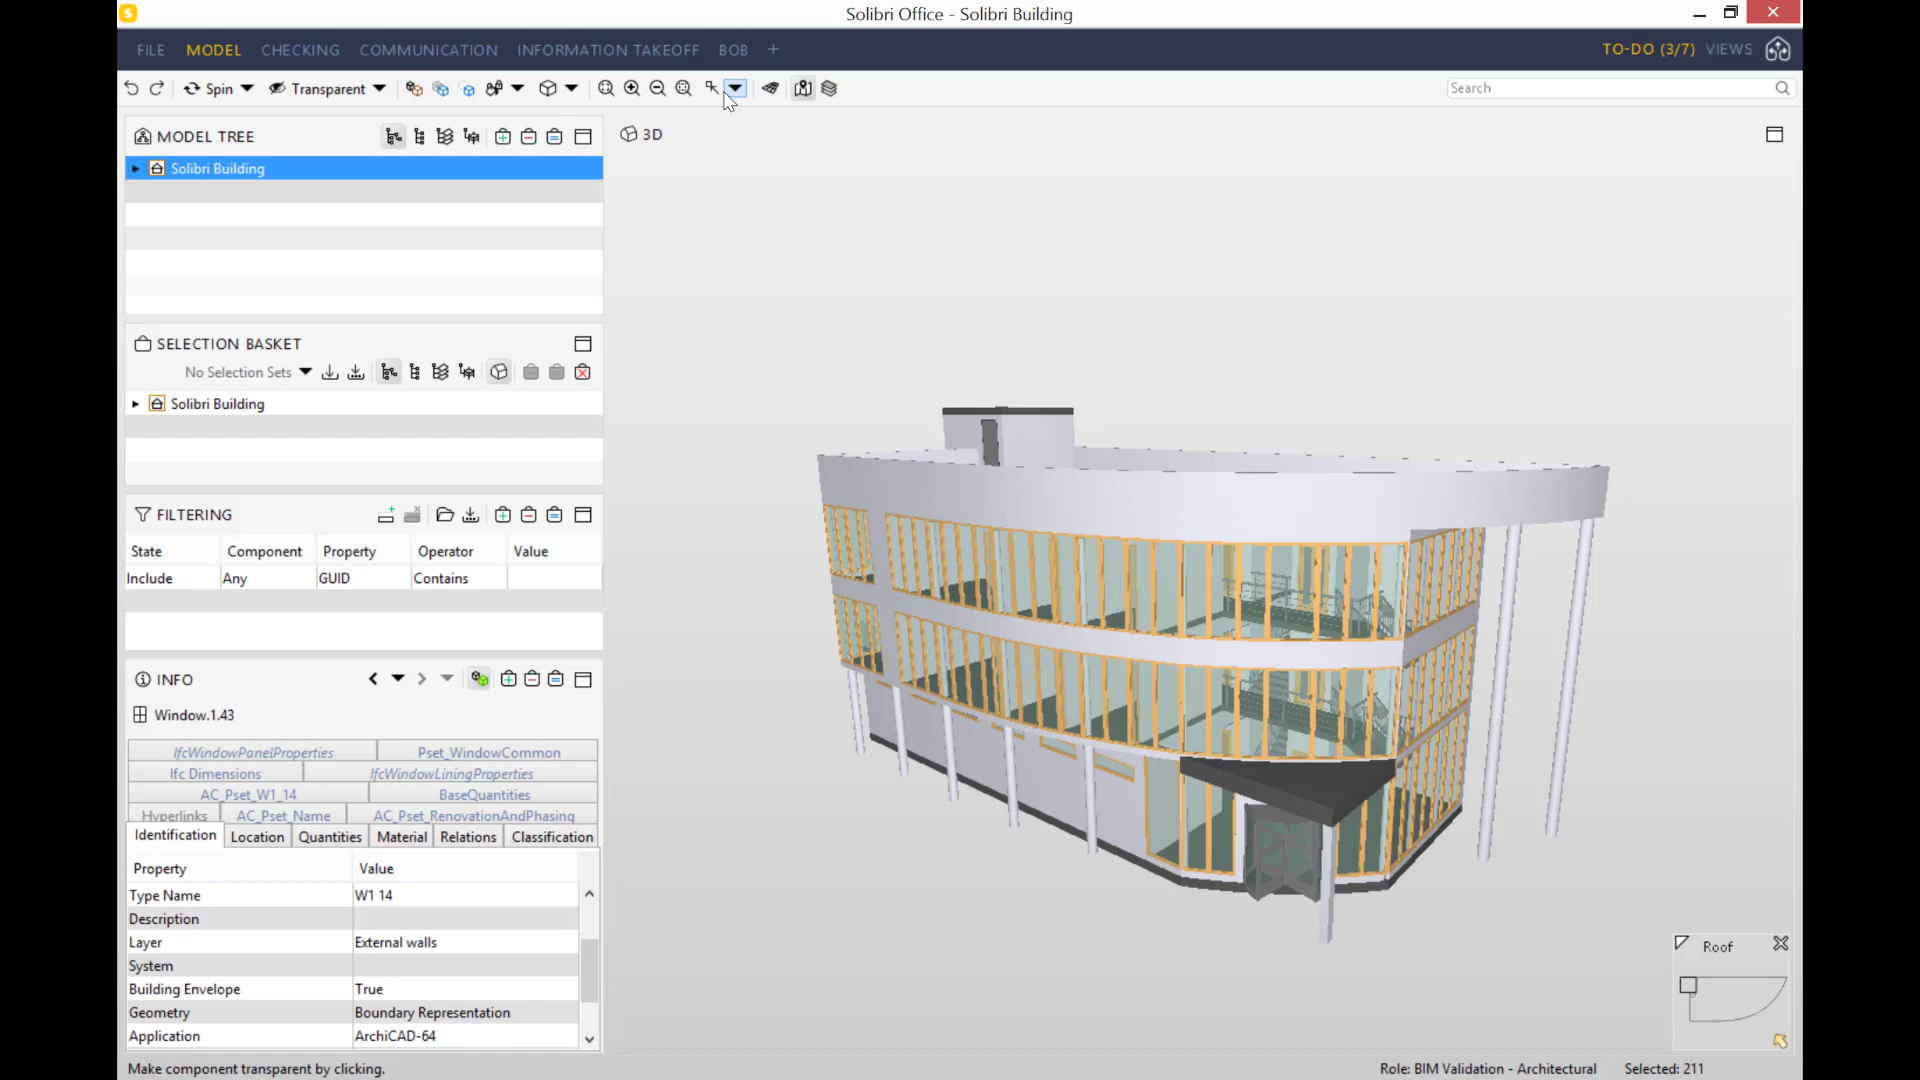 S
Solibri Office - Solibri Building
FILE MODEL CHECKING COMMUNICATION INFORMATION TAKEOFF BOB +
TO-DO (3/7) VIEWS
Spin Transparent
Search
MODEL TREE
Solibri Building
SELECTION BASKET
No Selection Sets
Solibri Building
FILTERING
State Component Property Operator Value
Include Any GUID Contains
INFO
Window.1.43
IfcWindowPanelProperties Pset_WindowCommon
Ifc Dimensions IfcWindowLiningProperties
AC_Pset_W1_14 BaseQuantities
Hyperlinks AC_Pset_Name AC_Pset_RenovationAndPhasing
Identification Location Quantities Material Relations Classification
Property Value
Type Name W1 14
Description
Layer External walls
System
Building Envelope True
Geometry Boundary Representation
Application ArchiCAD-64
3D
Roof
Make component transparent by clicking.
Role: BIM Validation - Architectural Selected: 211